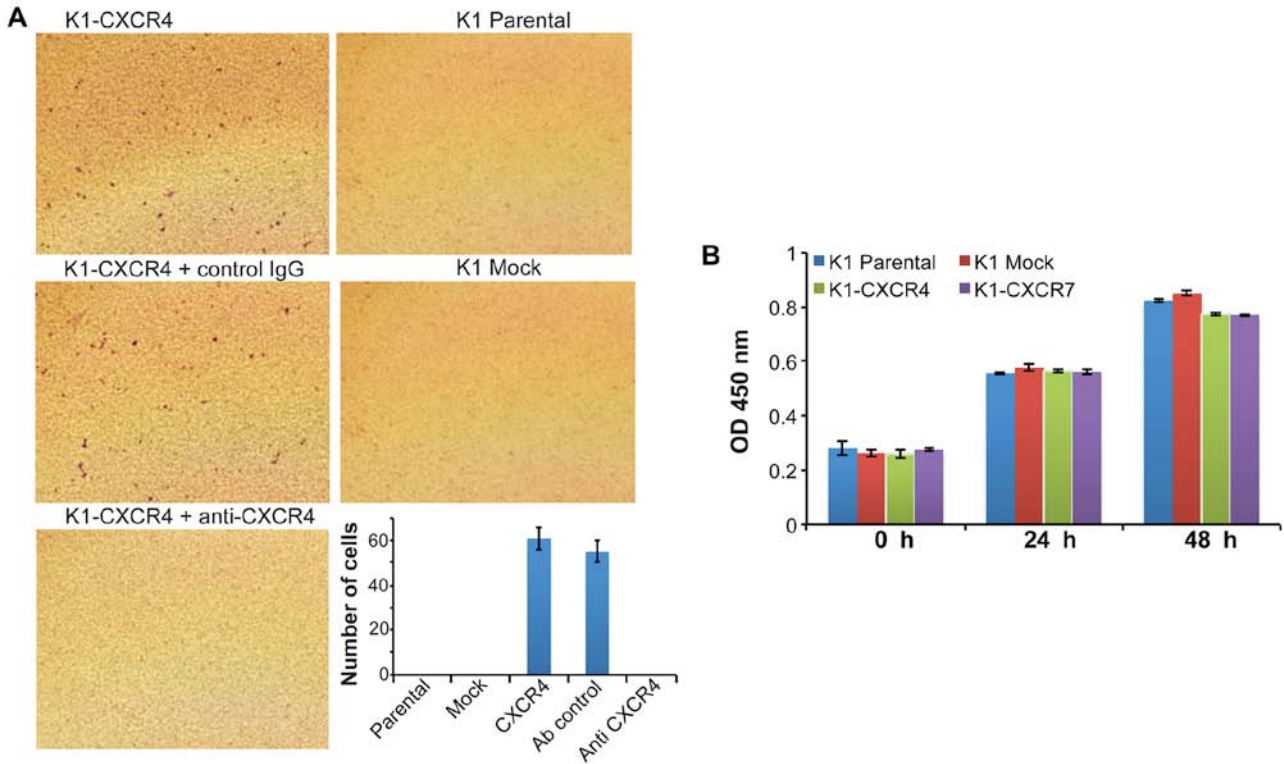 A
K1-CXCR4
K1 Parental
K1-CXCR4 + control IgG
K1 Mock
K1-CXCR4 + anti-CXCR4
Number of cells
60
40
20
0
Parental
Mock
CXCR4
Ab control
Anti CXCR4
B
K1 Parental
K1 Mock
K1-CXCR4
K1-CXCR7
OD 450 nm
1
0.8
0.6
0.4
0.2
0
0 h
24 h
48 h